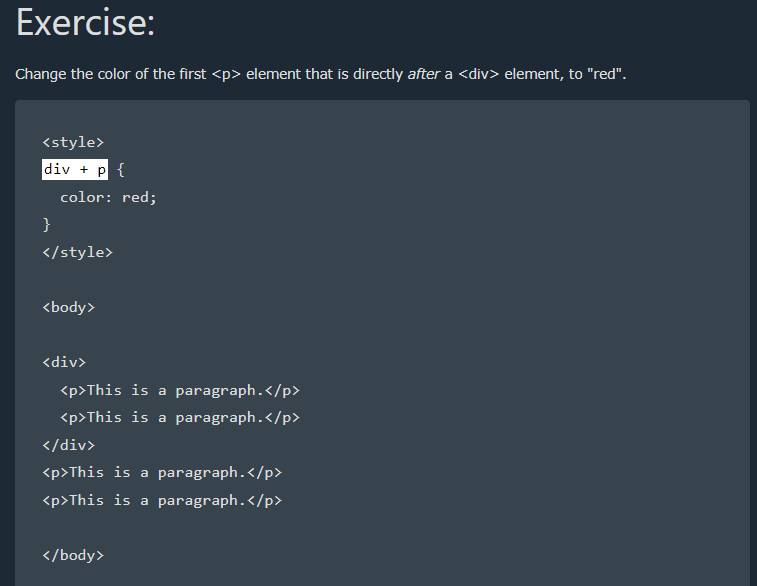 Exercise:
Change the color of the first <p> element that is directly after a <div> element, to "red".
<style>
div + p {
  color: red;
}
</style>
<body>
<div>
  <p>This is a paragraph.</p>
  <p>This is a paragraph.</p>
</div>
<p>This is a paragraph.</p>
<p>This is a paragraph.</p>
</body>